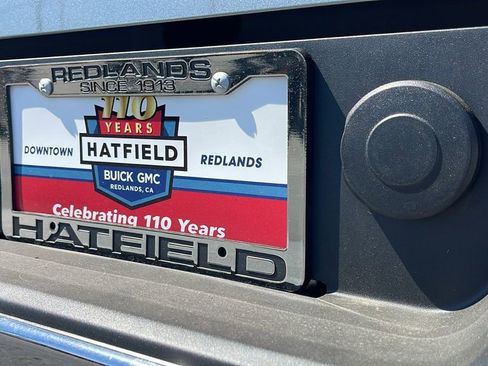 REDLANDS
SINCE 1913
110
YEARS
DOWNTOWN HATFIELD REDLANDS
BUICK GMC
REDLANDS, CA
Celebrating 110 Years
HATFIELD